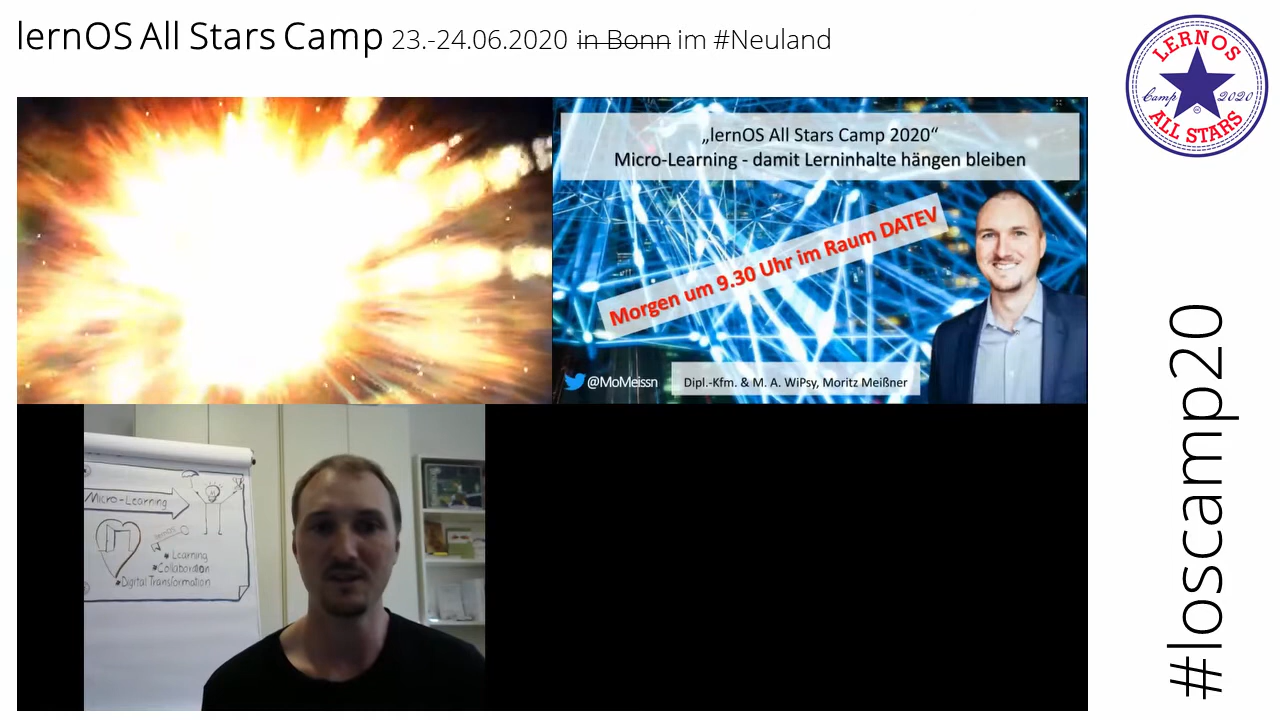 lernOS All Stars Camp 23.-24.06.2020 in Bonn im #Neuland
LERNOS
Camp 2020
ALL STARS
„lernOS All Stars Camp 2020“
Micro-Learning - damit Lerninhalte hängen bleiben
Morgen um 9.30 Uhr im Raum DATEV
@MoMeissn
Dipl.-Kfm. & M. A. WiPsy, Moritz Meißner
Micro-Learning
# Learning
#Collaboration
#Digital Transformation
#loscamp20